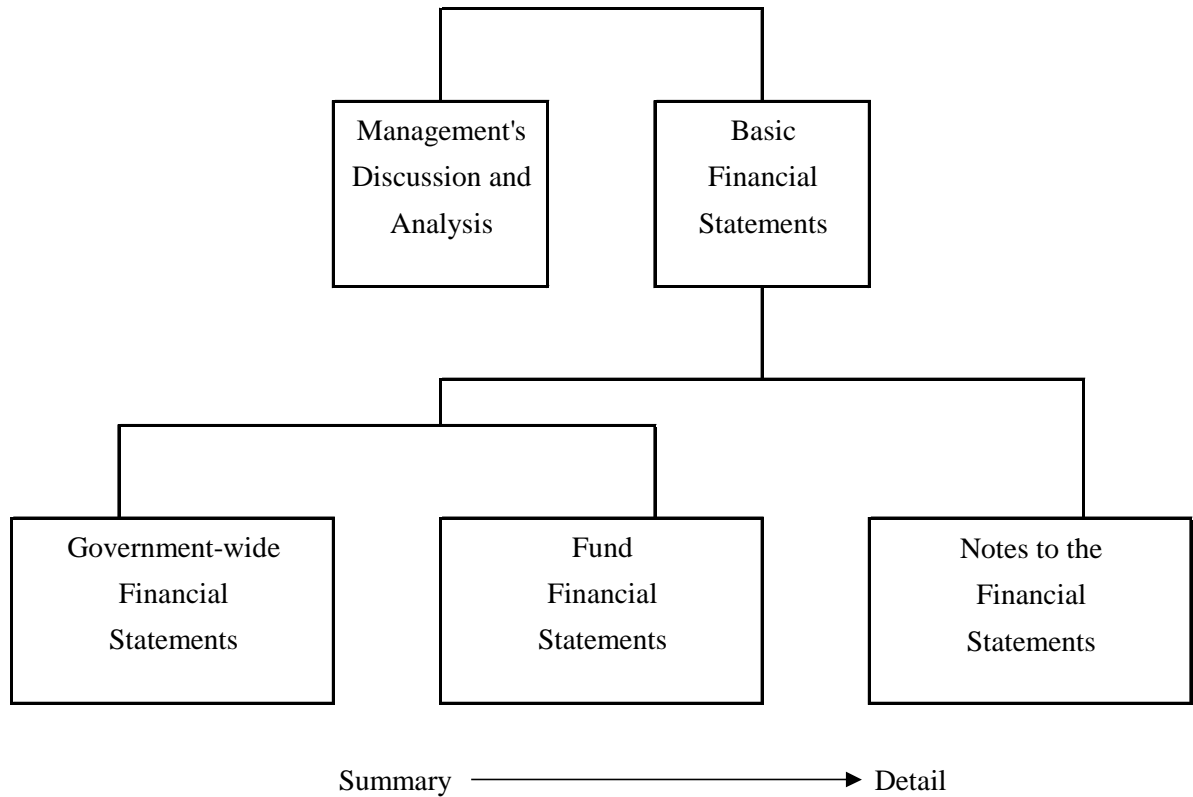 Management's
Discussion and
Analysis
Basic
Financial
Statements
Government-wide
Financial
Statements
Fund
Financial
Statements
Notes to the
Financial
Statements
Summary
Detail